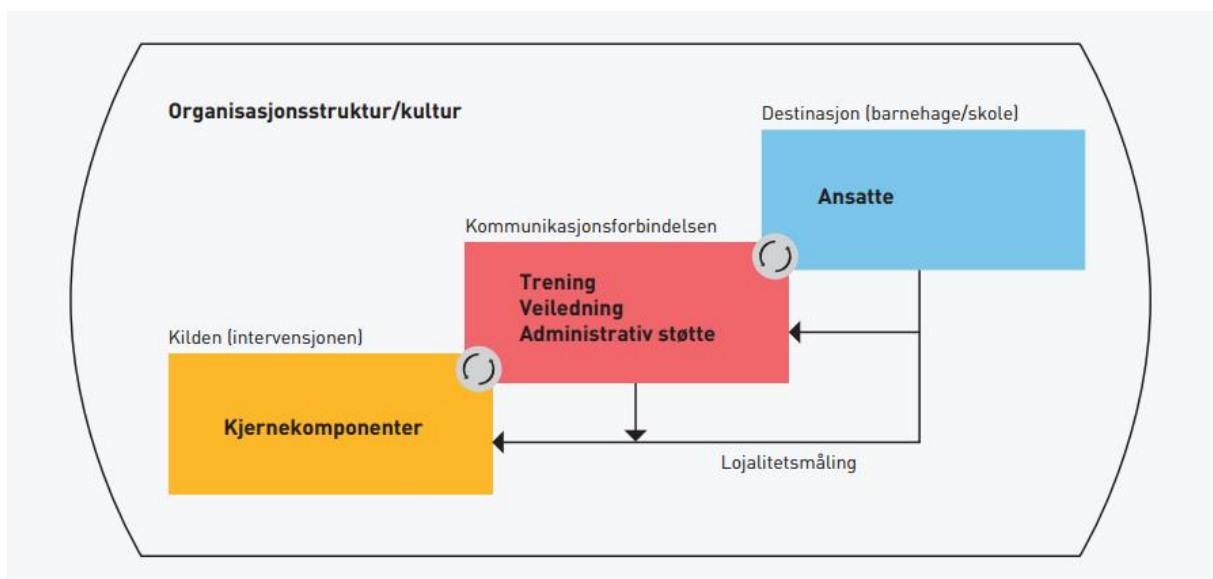 Organisasjonsstruktur/kultur
Destinasjon (barnehage/skole)
Ansatte
Kommunikasjonsforbindelsen
Trening
Veiledning
Administrativ støtte
Kilden (intervensjonen)
Kjernekomponenter
Lojalitetsmåling